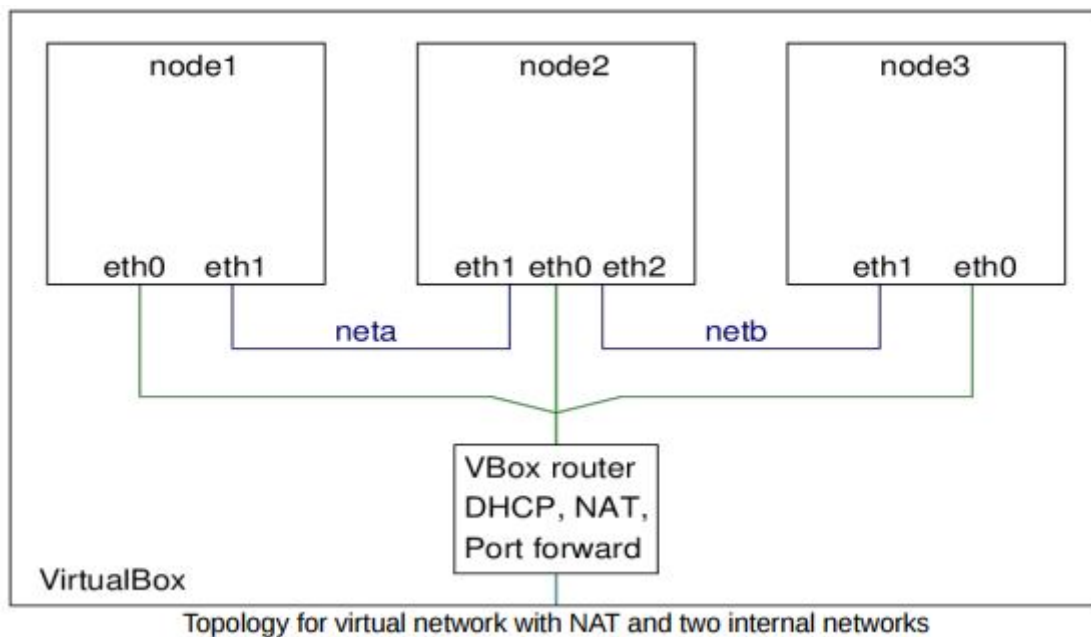 node1
node2
node3
eth0 eth1
eth1 eth0 eth2
eth1 eth0
neta
netb
VBox router
DHCP, NAT,
Port forward
VirtualBox
Topology for virtual network with NAT and two internal networks